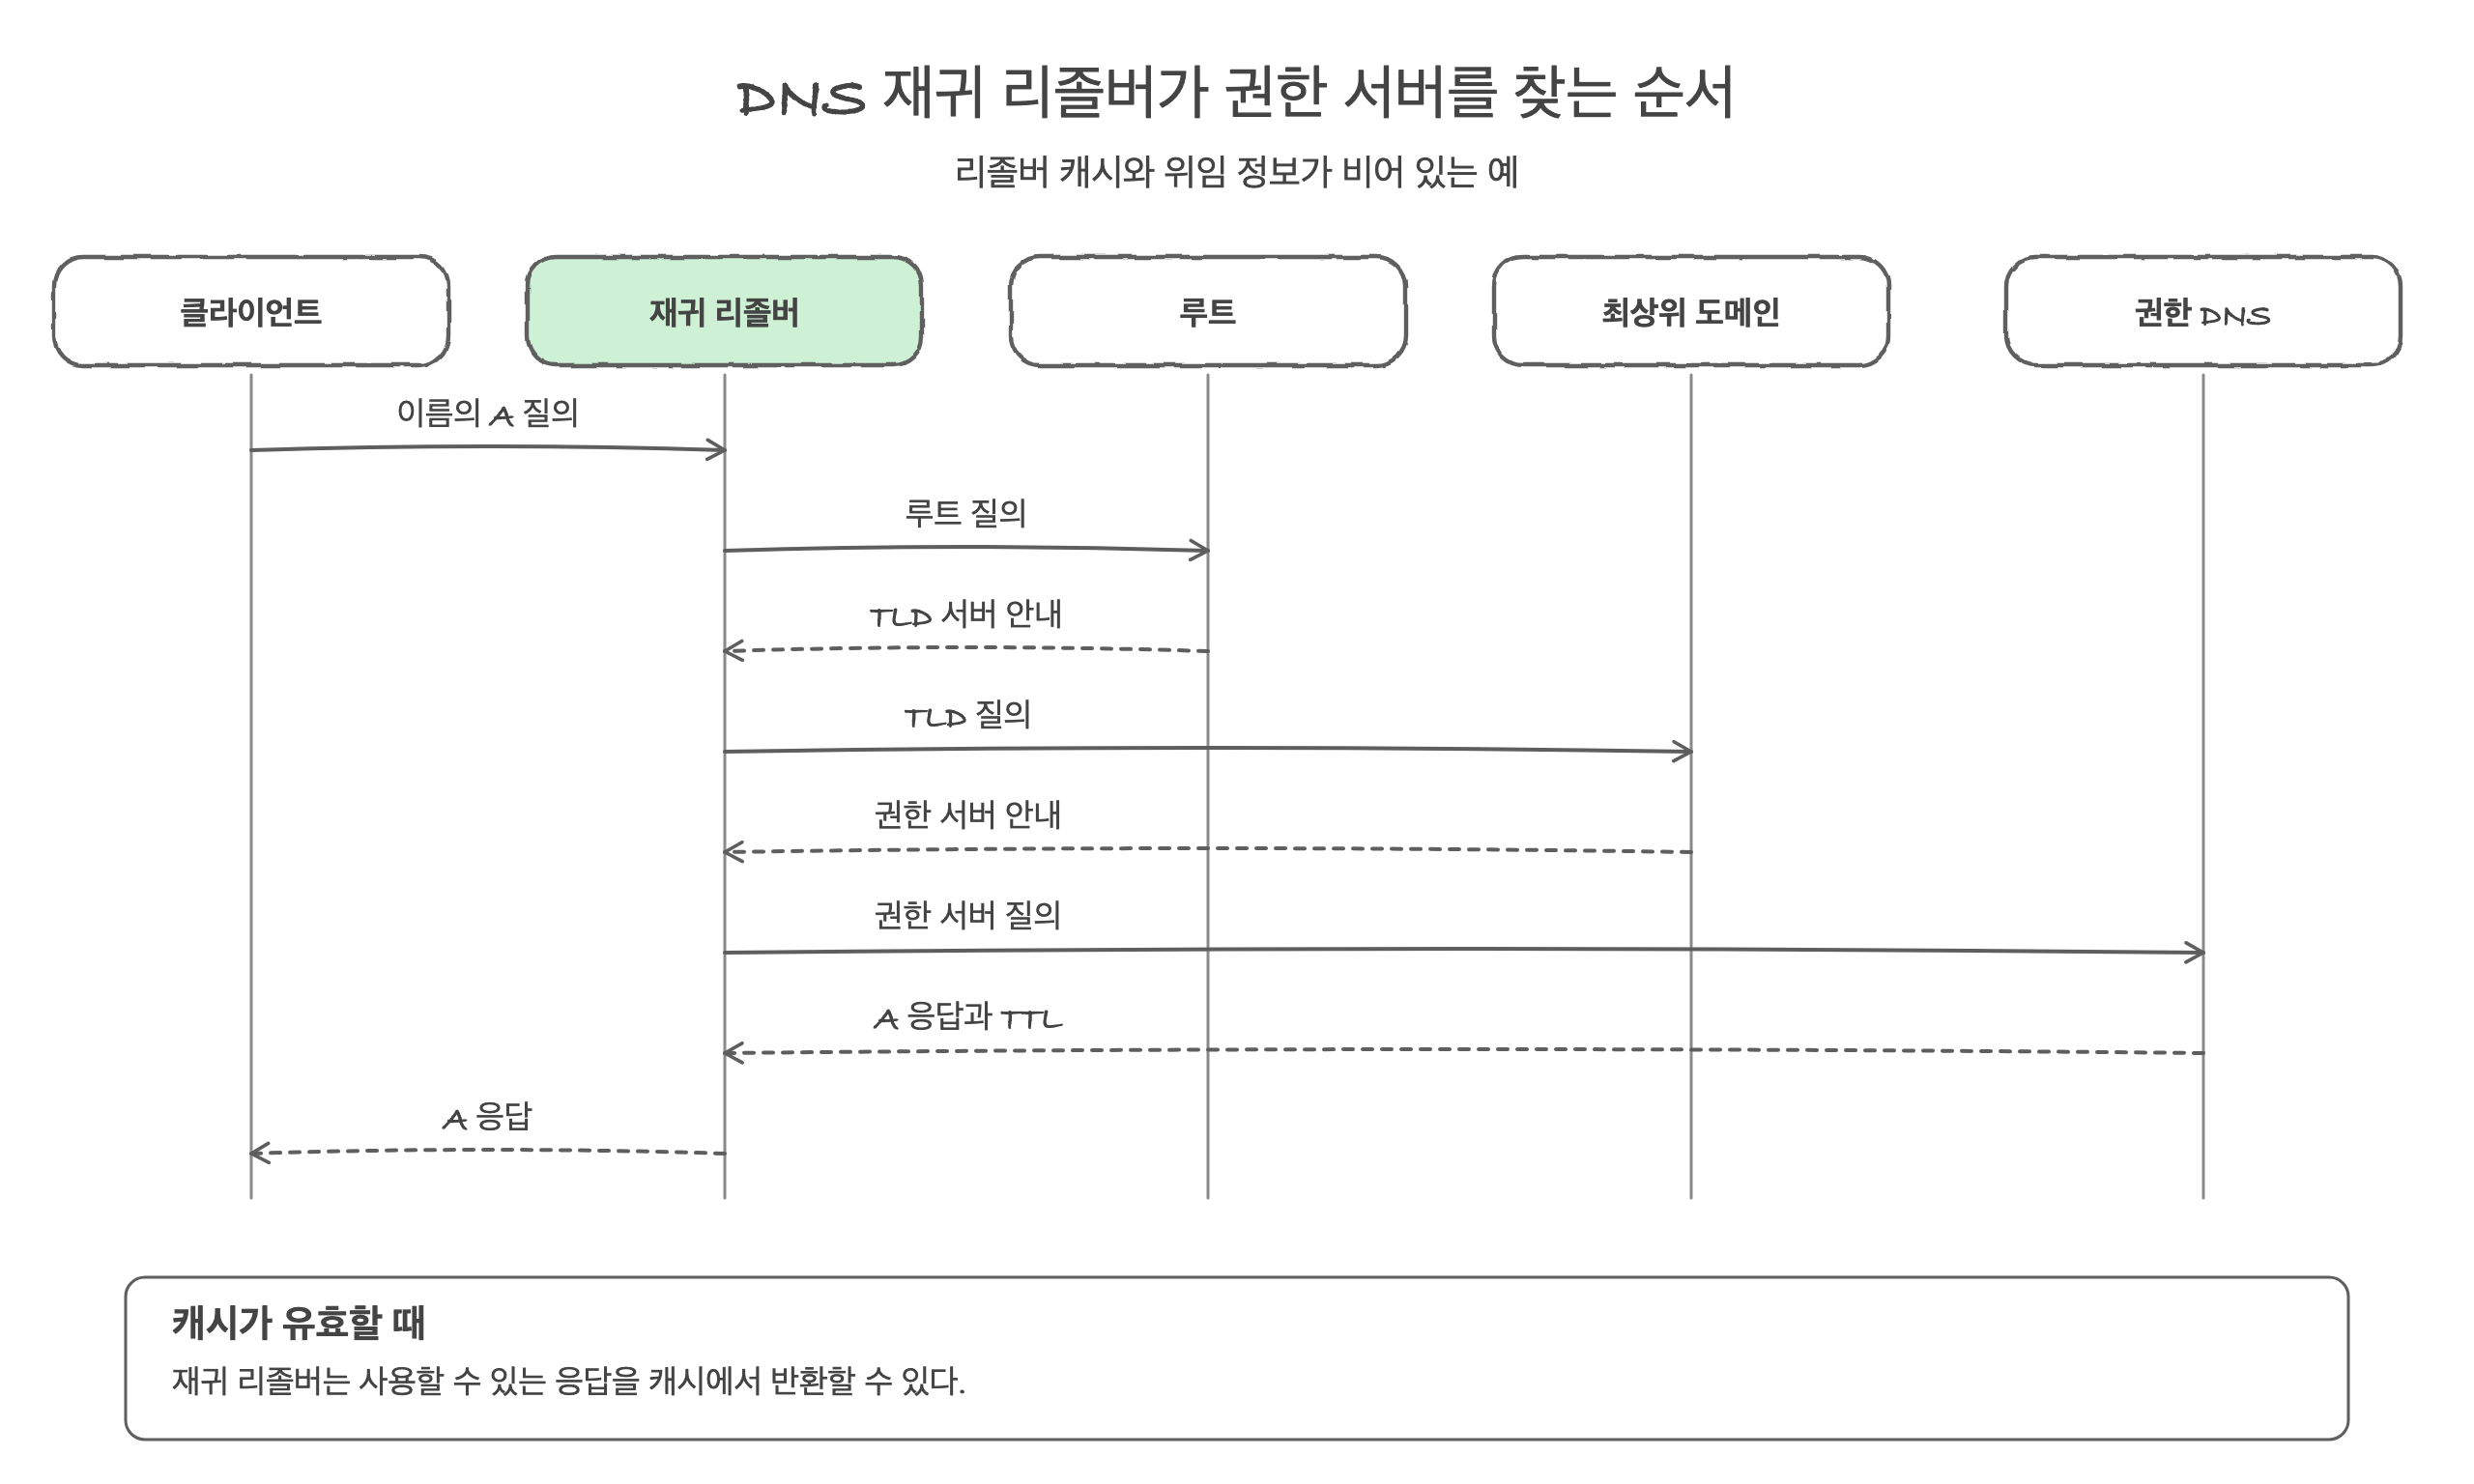 DNS 재귀 리졸버가 권한 서버를 찾는 순서
리졸버 캐시와 위임 정보가 비어 있는 예
클라이언트
재귀 리졸버
루트
최상위 도메인
권한 DNS
이름의 A 질의
루트 질의
TLD 서버 안내
TLD 질의
권한 서버 안내
권한 서버 질의
A 응답과 TTL
A 응답
캐시가 유효할 때
재귀 리졸버는 사용할 수 있는 응답을 캐시에서 반환할 수 있다.